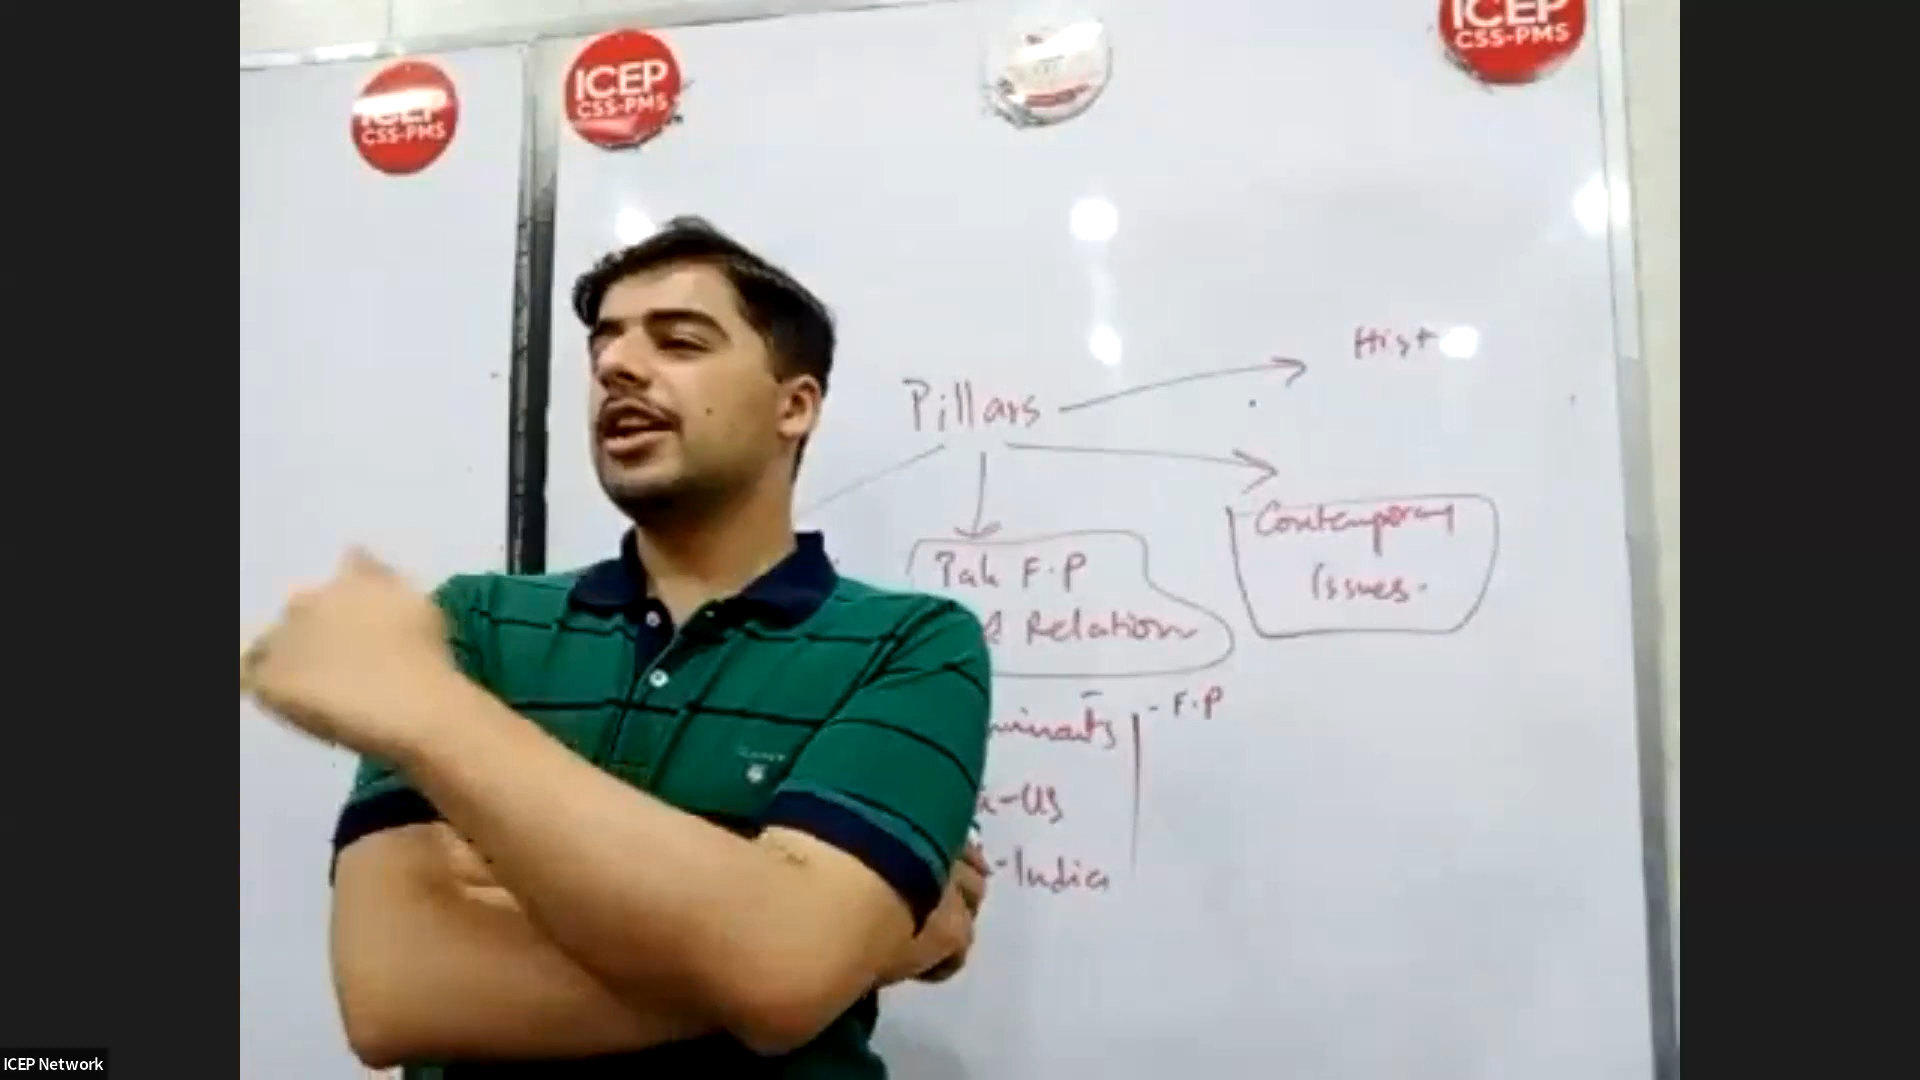 ICEP
CSS-PMS
ICEP
CSS-PMS
ICEP
CSS-PMS
Hist
Pillars
Contemporary
Issues.
Pak F.P
& Relation
- F.P
-US
-India
ICEP Network